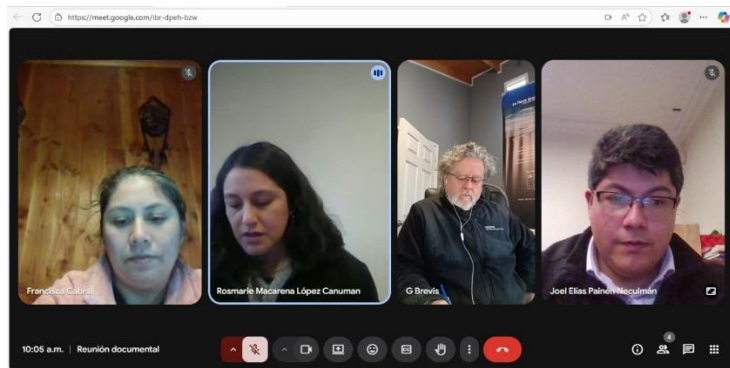 https://meet.google.com/ibr-dpeh-bzw
Francisca Cabral
Rosmarie Macarena López Canuman
G Brevis
Joel Elias Painén Neculmán
10:05 a.m. | Reunión documental
4